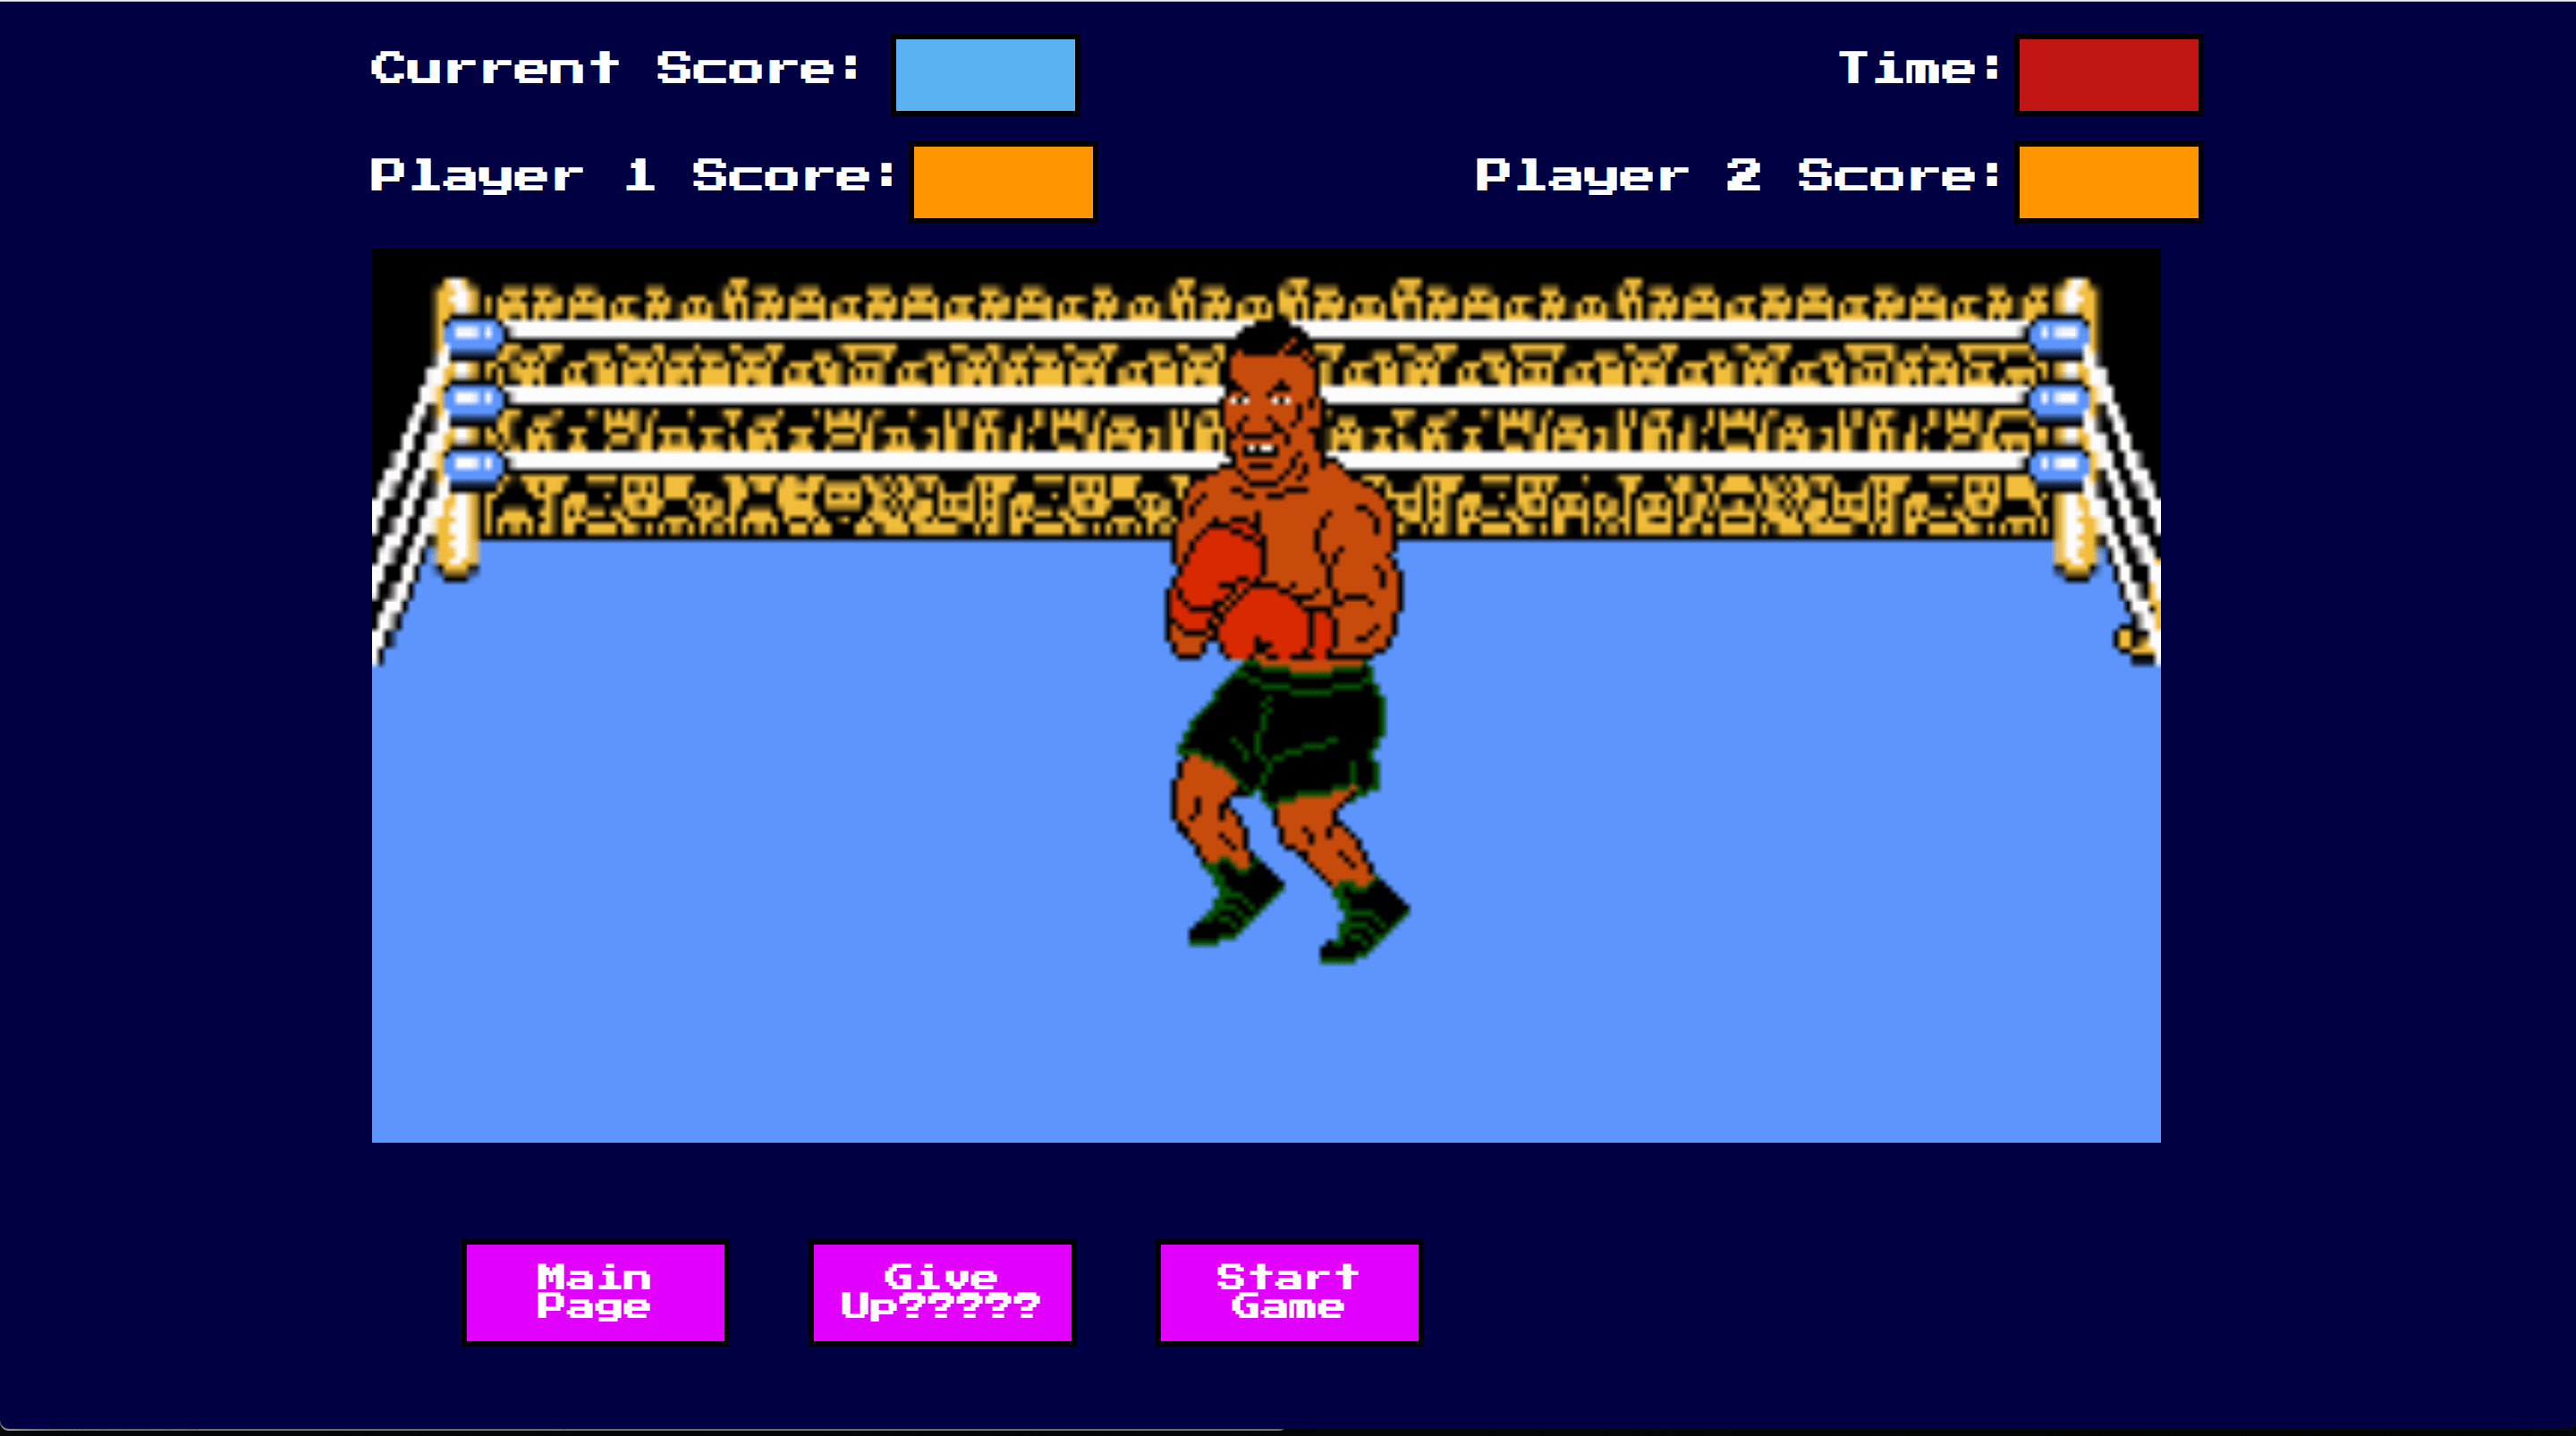 Current Score:
Time:
Player 1 Score:
Player 2 Score:
Main
Page
Give
Up?????
Start
Game